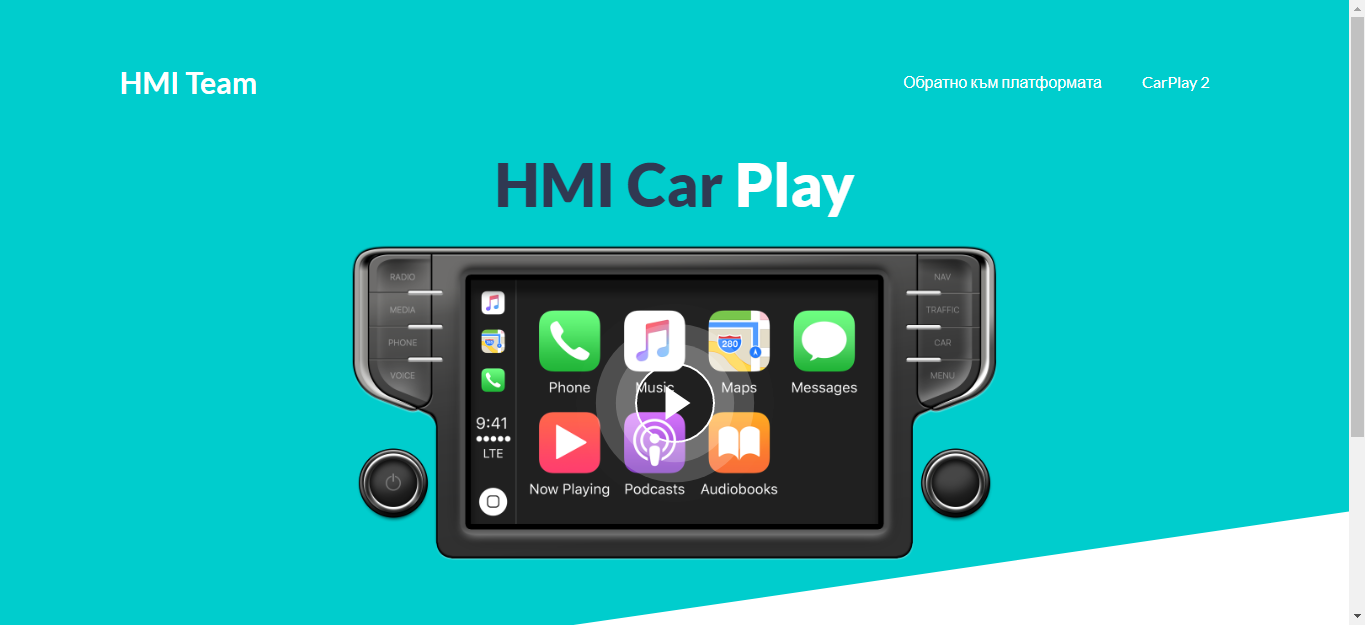 HMI Team
Обратно към платформата
CarPlay 2
HMI Car Play
RADIO
MEDIA
PHONE
VOICE
NAV
TRAFFIC
CAR
MENU
280
Phone
Music
Maps
Messages
9:41
LTE
Now Playing
Podcasts
Audiobooks